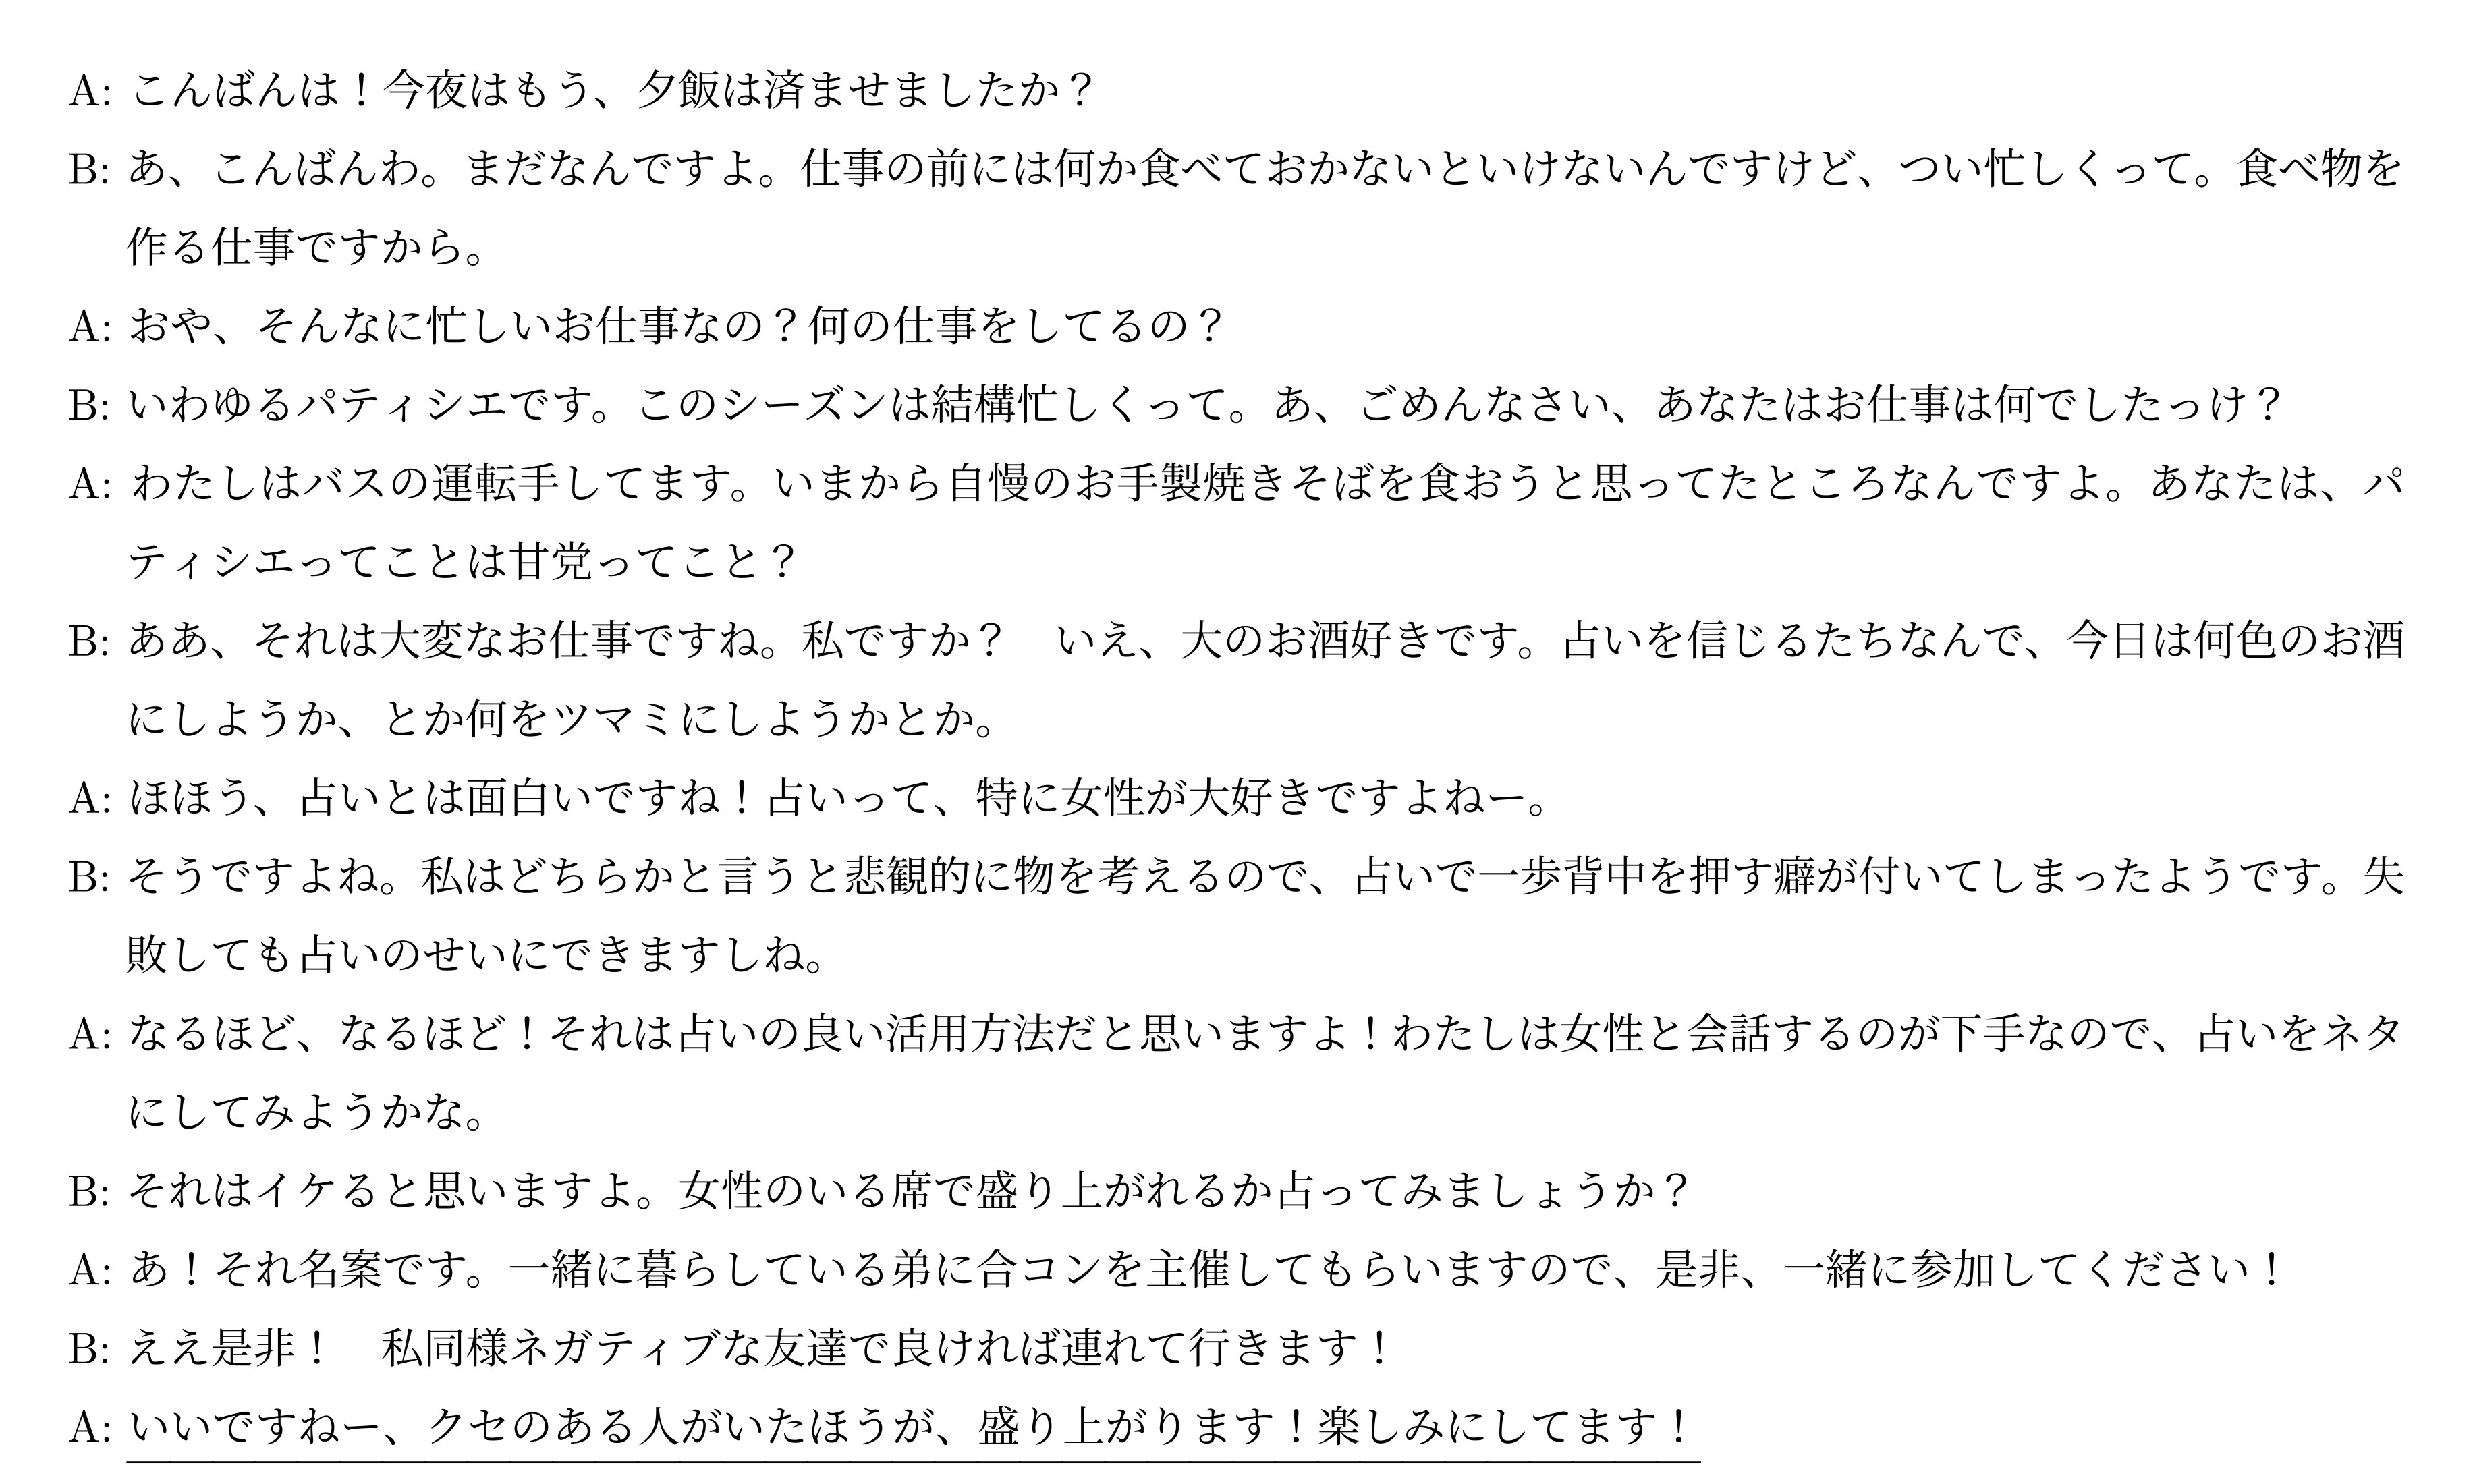 A: こんばんは！今夜はもう、夕飯は済ませましたか？
B: あ、こんばんわ。まだなんですよ。仕事の前には何か食べておかないといけないんですけど、つい忙しくって。食べ物を
作る仕事ですから。
A: おや、そんなに忙しいお仕事なの？何の仕事をしてるの？
B: いわゆるパティシエです。このシーズンは結構忙しくって。あ、ごめんなさい、あなたはお仕事は何でしたっけ？
A: わたしはバスの運転手してます。いまから自慢のお手製焼きそばを食おうと思ってたところなんですよ。あなたは、パ
ティシエってことは甘党ってこと？
B: ああ、それは大変なお仕事ですね。私ですか？　いえ、大のお酒好きです。占いを信じるたちなんで、今日は何色のお酒
にしようか、とか何をツマミにしようかとか。
A: ほほう、占いとは面白いですね！占いって、特に女性が大好きですよねー。
B: そうですよね。私はどちらかと言うと悲観的に物を考えるので、占いで一歩背中を押す癖が付いてしまったようです。失
敗しても占いのせいにできますしね。
A: なるほど、なるほど！それは占いの良い活用方法だと思いますよ！わたしは女性と会話するのが下手なので、占いをネタ
にしてみようかな。
B: それはイケると思いますよ。女性のいる席で盛り上がれるか占ってみましょうか？
A: あ！それ名案です。一緒に暮らしている弟に合コンを主催してもらいますので、是非、一緒に参加してください！
B: ええ是非！　私同様ネガティブな友達で良ければ連れて行きます！
A: いいですねー、クセのある人がいたほうが、盛り上がります！楽しみにしてます！